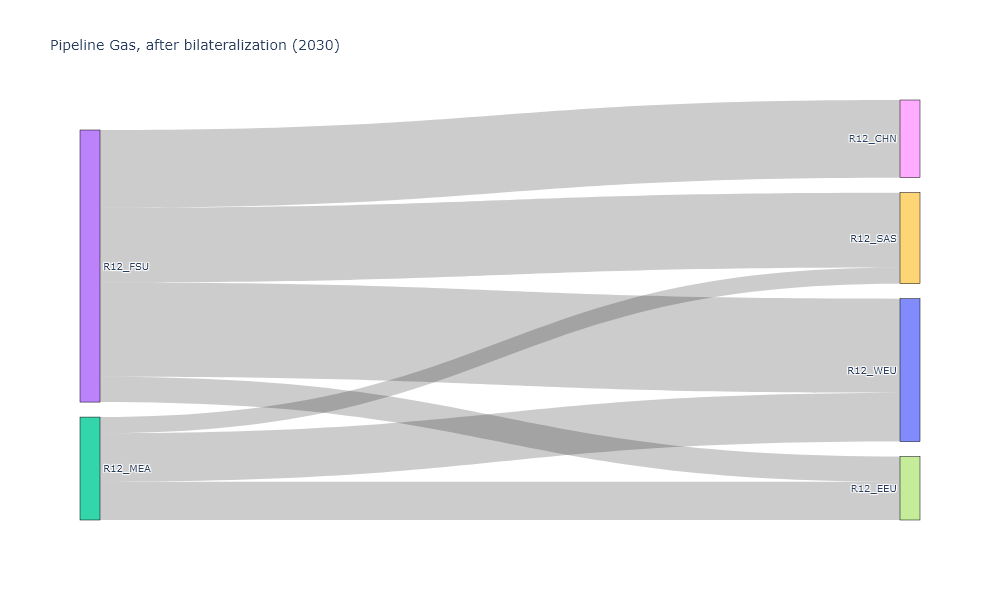 Pipeline Gas, after bilateralization (2030)
R12_CHN
R12_SAS
R12_FSU
R12_WEU
R12_MEA
R12_EEU